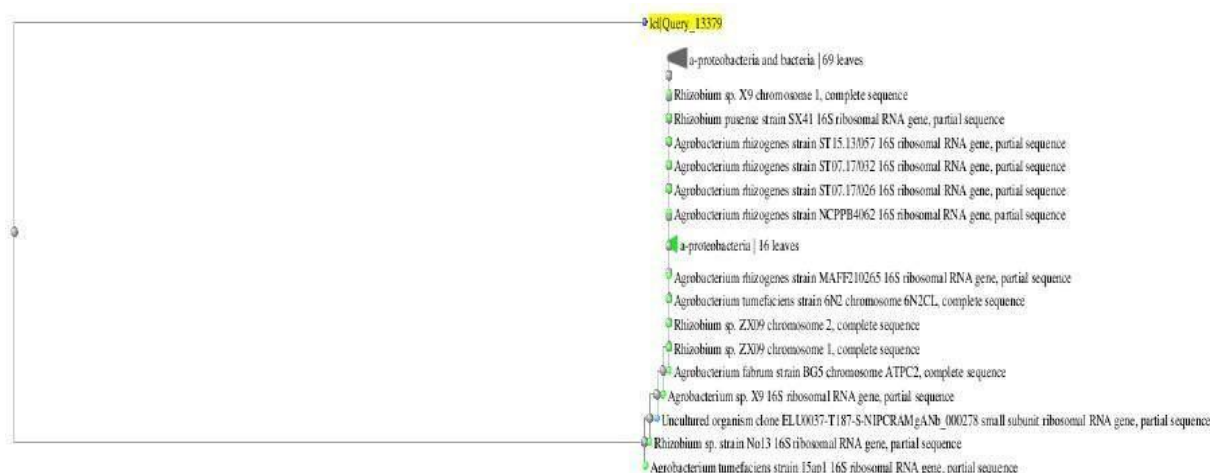 lcl|Query_13379
a-proteobacteria and bacteria | 69 leaves
Rhizobium sp. X9 chromosome 1, complete sequence
Rhizobium pusense strain SX41 16S ribosomal RNA gene, partial sequence
Agrobacterium rhizogenes strain ST15.13/057 16S ribosomal RNA gene, partial sequence
Agrobacterium rhizogenes strain ST07.17/032 16S ribosomal RNA gene, partial sequence
Agrobacterium rhizogenes strain ST07.17/026 16S ribosomal RNA gene, partial sequence
Agrobacterium rhizogenes strain NCPPB4062 16S ribosomal RNA gene, partial sequence
a-proteobacteria | 16 leaves
Agrobacterium rhizogenes strain MAFF210265 16S ribosomal RNA gene, partial sequence
Agrobacterium tumefaciens strain 6N2 chromosome 6N2CL, complete sequence
Rhizobium sp. ZX09 chromosome 2, complete sequence
Rhizobium sp. ZX09 chromosome 1, complete sequence
Agrobacterium fabrum strain BG5 chromosome ATPC2, complete sequence
Agrobacterium sp. X9 16S ribosomal RNA gene, partial sequence
Uncultured organism clone ELU0037-T187-S-NIPCRAMgANb_000278 small subunit ribosomal RNA gene, partial sequence
Rhizobium sp. strain No13 16S ribosomal RNA gene, partial sequence
Agrobacterium tumefaciens strain 15ap1 16S ribosomal RNA gene, partial sequence